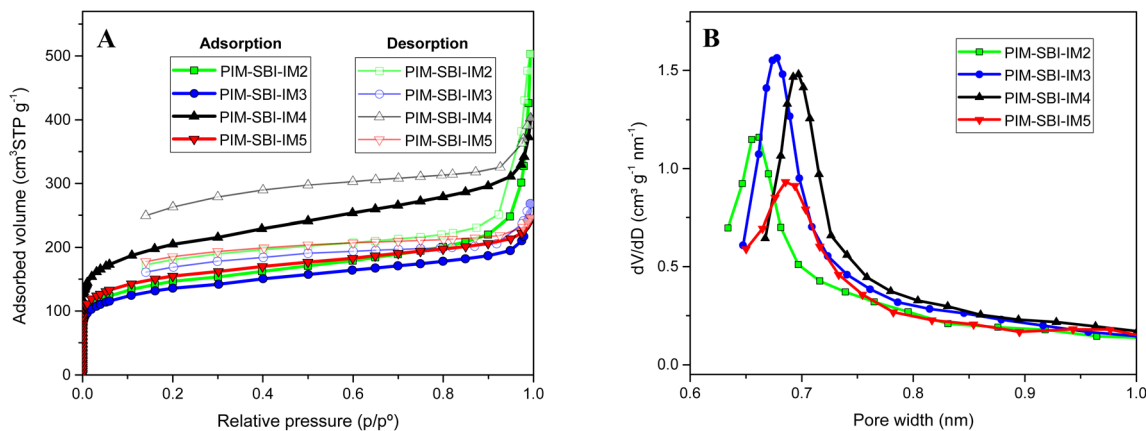 A
Adsorption
PIM-SBI-IM2
PIM-SBI-IM3
PIM-SBI-IM4
PIM-SBI-IM5
Desorption
PIM-SBI-IM2
PIM-SBI-IM3
PIM-SBI-IM4
PIM-SBI-IM5
Adsorbed volume (cm³STP g⁻¹)
500
400
300
200
100
0
0.0 0.2 0.4 0.6 0.8 1.0
Relative pressure (p/pº)
B
PIM-SBI-IM2
PIM-SBI-IM3
PIM-SBI-IM4
PIM-SBI-IM5
dV/dD (cm³ g⁻¹ nm⁻¹)
1.5
1.0
0.5
0.0
0.6 0.7 0.8 0.9 1.0
Pore width (nm)